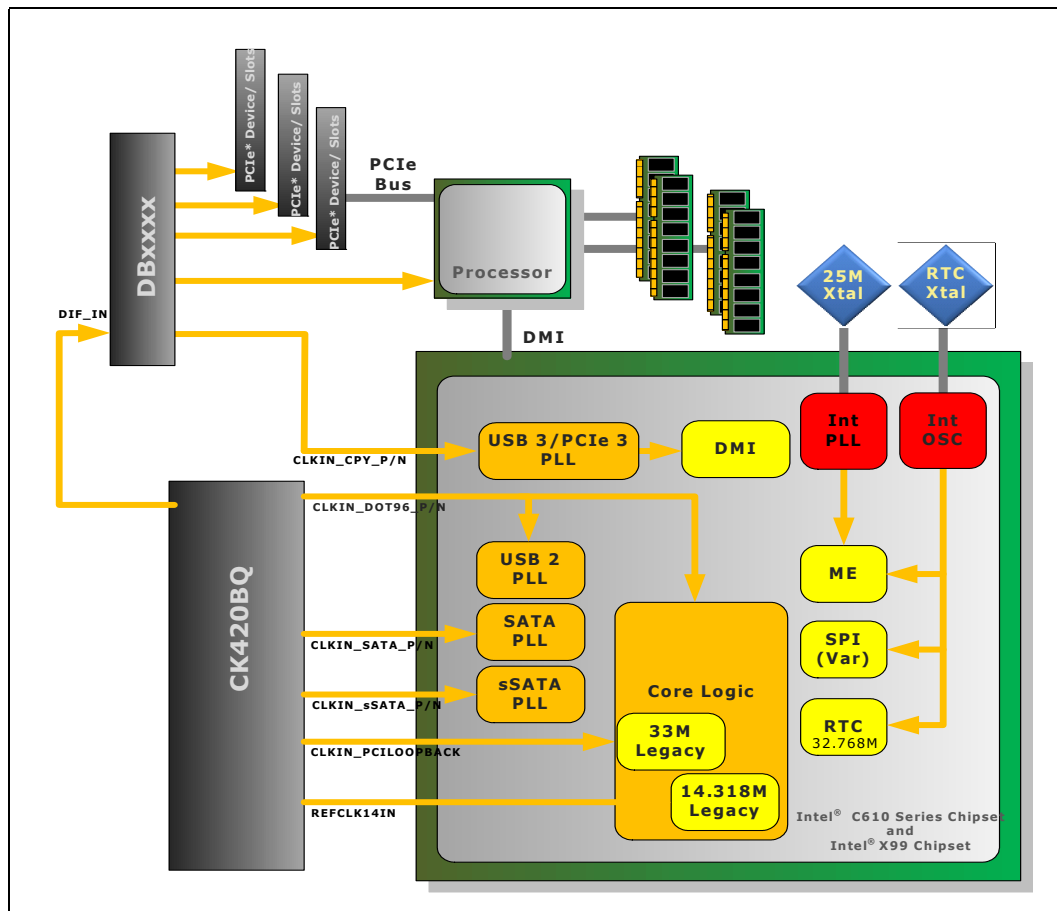 PCIe* Device/ Slots
PCIe* Device/ Slots
PCIe* Device/ Slots
PCIe
Bus
DBxxxx
Processor
25M
Xtal
RTC
Xtal
DIF_IN
DMI
Int
PLL
Int
OSC
USB 3/PCIe 3
PLL
DMI
CLKIN_CPY_P/N
CLKIN_DOT96_P/N
CK420BQ
USB 2
PLL
ME
SATA
PLL
CLKIN_SATA_P/N
SPI
(Var)
sSATA
PLL
CLKIN_sSATA_P/N
Core Logic
RTC
32.768M
33M
Legacy
CLKIN_PCILOOPBACK
14.318M
Legacy
REFCLK14IN
Intel® C610 Series Chipset
and
Intel® X99 Chipset